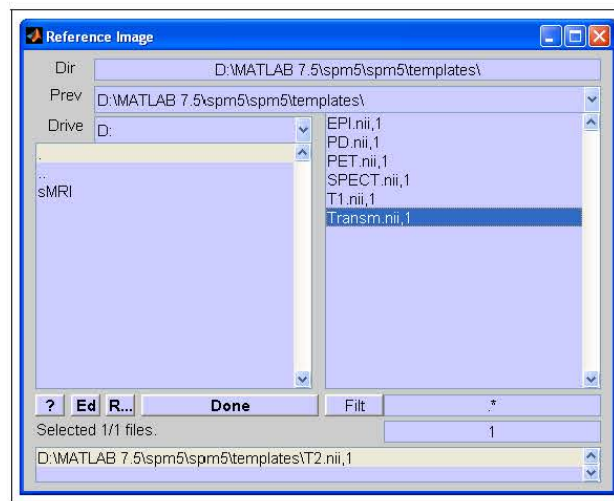 Reference Image
Dir D:\MATLAB 7.5\spm5\spm5\templates\
Prev D:\MATLAB 7.5\spm5\spm5\templates\
Drive D:
.
..
sMRI
EPI.nii,1
PD.nii,1
PET.nii,1
SPECT.nii,1
T1.nii,1
Transm.nii,1
? Ed R... Done Filt .*
Selected 1/1 files. 1
D:\MATLAB 7.5\spm5\spm5\templates\T2.nii,1